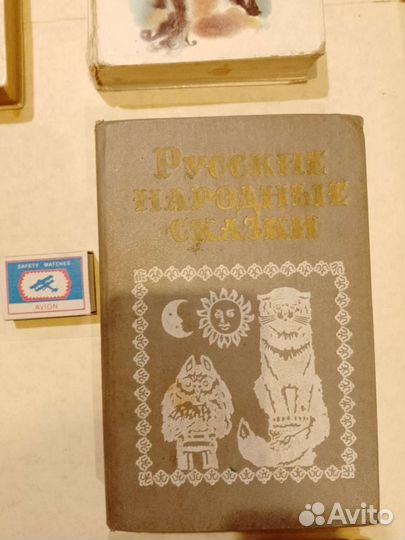 Русские
народные
сказки
SAFETY MATCHES
AVION
Avito